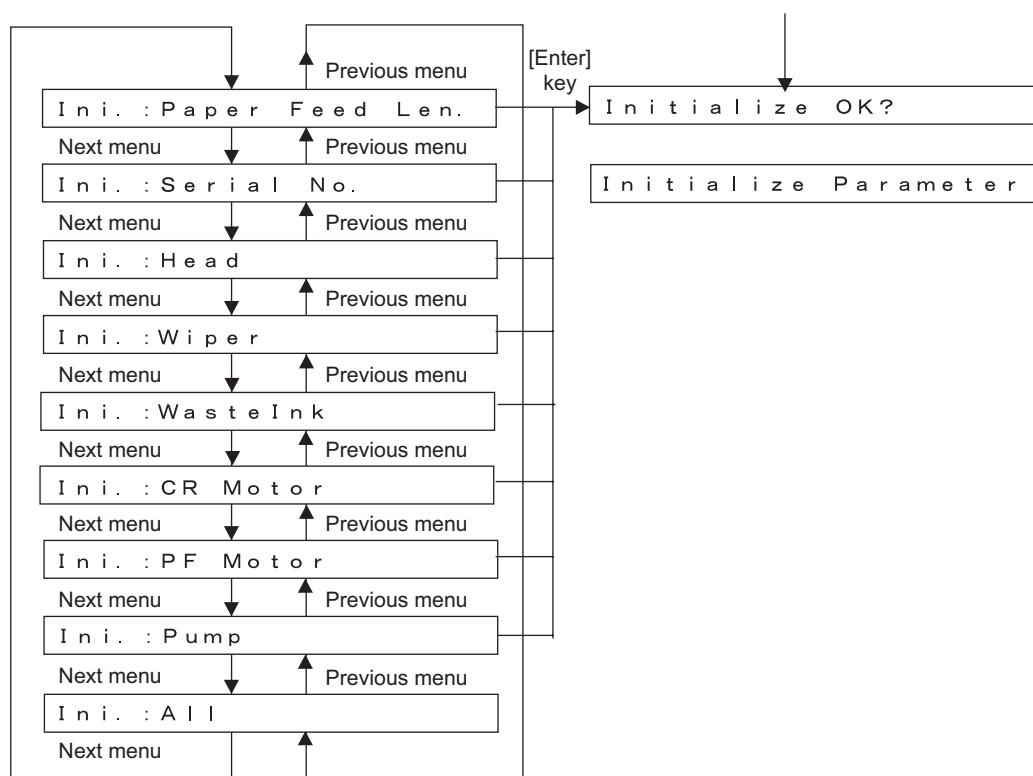 Previous menu
[Enter]
key
Ini.:Paper Feed Len.
Initialize OK?
Next menu
Previous menu
Ini.:Serial No.
Initialize Parameter
Next menu
Previous menu
Ini.:Head
Next menu
Previous menu
Ini.:Wiper
Next menu
Previous menu
Ini.:WasteInk
Next menu
Previous menu
Ini.:CR Motor
Next menu
Previous menu
Ini.:PF Motor
Next menu
Previous menu
Ini.:Pump
Next menu
Previous menu
Ini.:All
Next menu